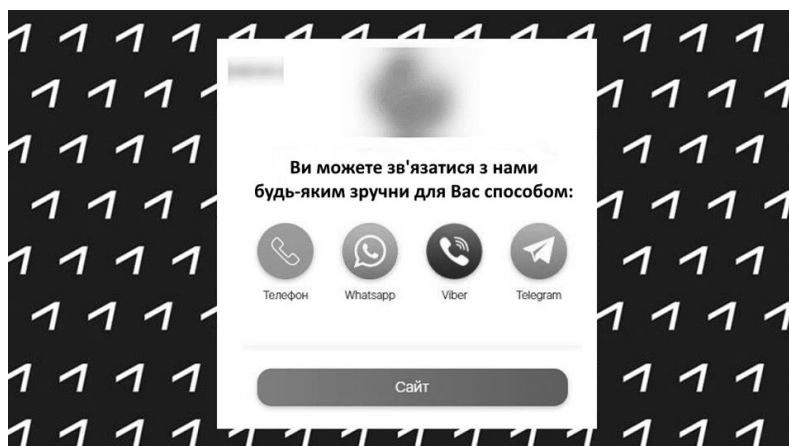 Ви можете зв'язатися з нами
будь-яким зручни для Вас способом:
Телефон Whatsapp Viber Telegram
Сайт